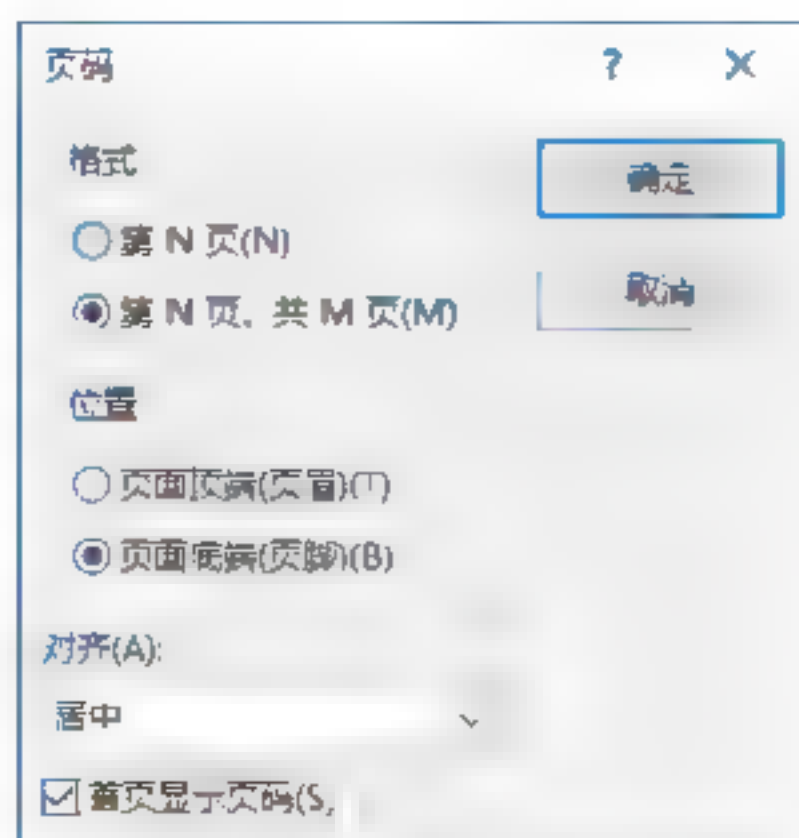 页码 ? ×
格式
确定
第 N 页(N)
第 N 页，共 M 页(M)
取消
位置
页面顶端(页眉)(T)
页面底端(页脚)(B)
对齐(A):
居中
首页显示页码(S)